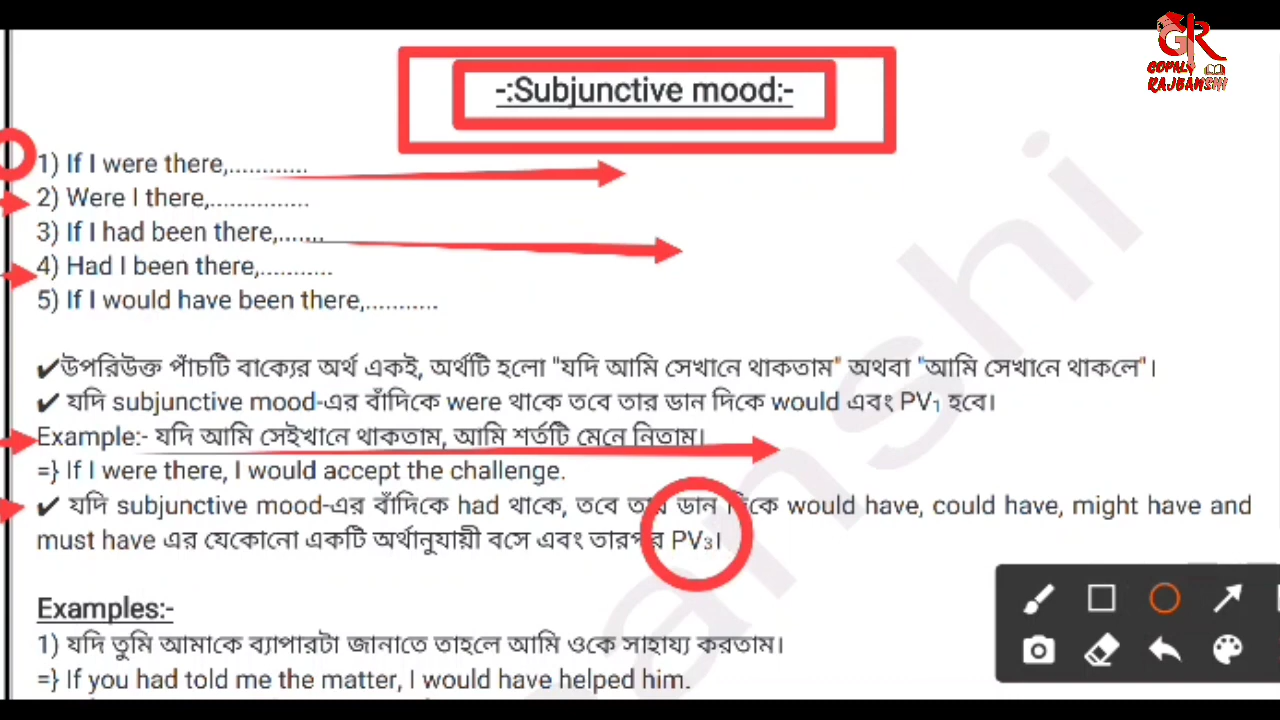 GR
GOPAL
RAJBANSHI
-:Subjunctive mood:-
1) If I were there,............
2) Were I there,...............
3) If I had been there,.......
4) Had I been there,...........
5) If I would have been there,...........
✔উপরিউক্ত পাঁচটি বাক্যের অর্থ একই, অর্থটি হলো "যদি আমি সেখানে থাকতাম" অথবা "আমি সেখানে থাকলে"।
✔ যদি subjunctive mood-এর বাঁদিকে were থাকে তবে তার ডান দিকে would এবং PV₁ হবে।
Example:- যদি আমি সেইখানে থাকতাম, আমি শর্তটি মেনে নিতাম।
=} If I were there, I would accept the challenge.
✔ যদি subjunctive mood-এর বাঁদিকে had থাকে, তবে তার ডান দিকে would have, could have, might have and
must have এর যেকোনো একটি অর্থানুযায়ী বসে এবং তারপর PV₃।
Examples:-
1) যদি তুমি আমাকে ব্যাপারটা জানাতে তাহলে আমি ওকে সাহায্য করতাম।
=} If you had told me the matter, I would have helped him.
anshi